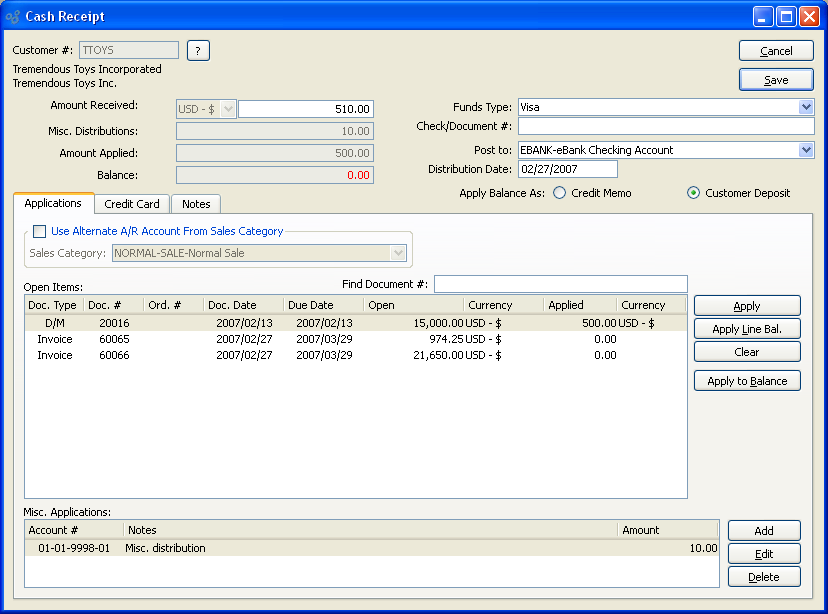 Cash Receipt
Customer #: TTOYS ? Cancel
Tremendous Toys Incorporated
Tremendous Toys Inc. Save
Amount Received: USD - $ 510.00 Funds Type: Visa
Misc. Distributions: 10.00 Check/Document #:
Amount Applied: 500.00 Post to: EBANK-eBank Checking Account
Balance: 0.00 Distribution Date: 02/27/2007
Apply Balance As: Credit Memo Customer Deposit
Applications Credit Card Notes
Use Alternate A/R Account From Sales Category
Sales Category: NORMAL-SALE-Normal Sale
Open Items: Find Document #:
Doc. Type Doc. # Ord. # Doc. Date Due Date Open Currency Applied Currency Apply
D/M 20016 2007/02/13 2007/02/13 15,000.00 USD - $ 500.00 USD - $ Apply Line Bal.
Invoice 60065 2007/02/27 2007/03/29 974.25 USD - $ 0.00
Invoice 60066 2007/02/27 2007/03/29 21,650.00 USD - $ 0.00 Clear
Apply to Balance
Misc. Applications:
Account # Notes Amount Add
01-01-9998-01 Misc. distribution 10.00 Edit
Delete